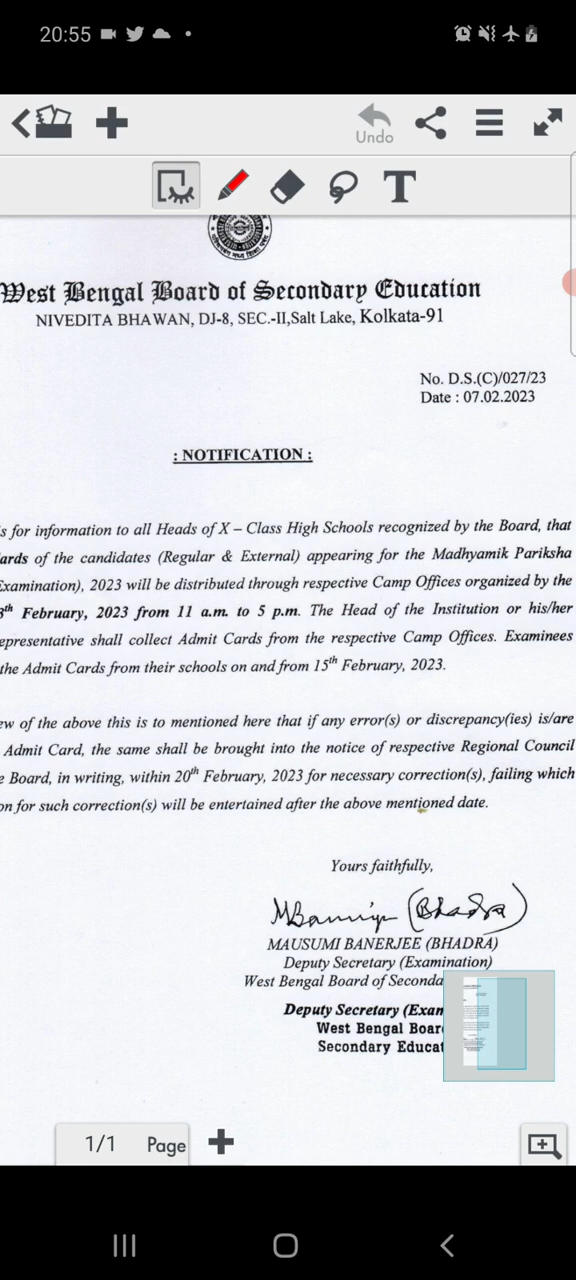 20:55
Undo
T
West Bengal Board of Secondary Education
NIVEDITA BHAWAN, DJ-8, SEC.-II,Salt Lake, Kolkata-91
No. D.S.(C)/027/23
Date : 07.02.2023
: NOTIFICATION :
s for information to all Heads of X – Class High Schools recognized by the Board, that
ards of the candidates (Regular & External) appearing for the Madhyamik Pariksha
Examination), 2023 will be distributed through respective Camp Offices organized by the
th February, 2023 from 11 a.m. to 5 p.m. The Head of the Institution or his/her
epresentative shall collect Admit Cards from the respective Camp Offices. Examinees
the Admit Cards from their schools on and from 15th February, 2023.
ew of the above this is to mentioned here that if any error(s) or discrepancy(ies) is/are
Admit Card, the same shall be brought into the notice of respective Regional Council
e Board, in writing, within 20th February, 2023 for necessary correction(s), failing which
on for such correction(s) will be entertained after the above mentioned date.
Yours faithfully,
(Bhadra)
MAUSUMI BANERJEE (BHADRA)
Deputy Secretary (Examination)
West Bengal Board of Seconda
Deputy Secretary (Exam
West Bengal Boar
Secondary Educat
1/1 Page